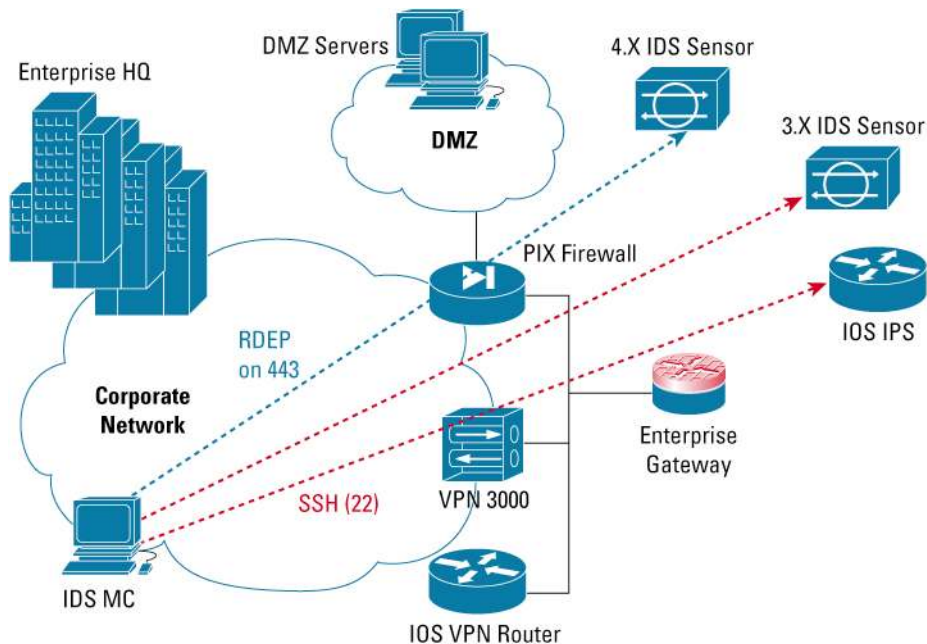 DMZ Servers
4.X IDS Sensor
Enterprise HQ
3.X IDS Sensor
DMZ
PIX Firewall
IOS IPS
RDEP
on 443
Corporate
Network
Enterprise
Gateway
SSH (22)
VPN 3000
IDS MC
IOS VPN Router